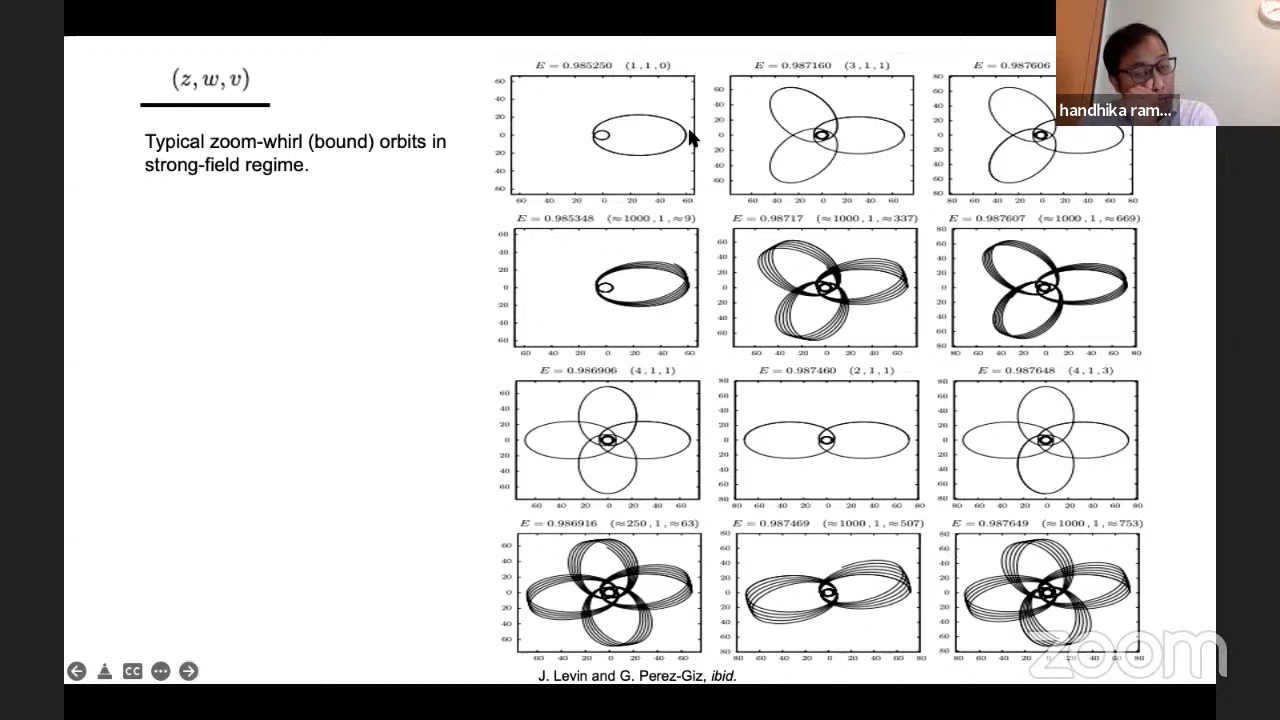 (z, w, v)
Typical zoom-whirl (bound) orbits in
strong-field regime.
E = 0.985250 (1,1,0)
E = 0.987160 (3,1,1)
E = 0.987606
E = 0.985348 (≈1000,1,≈9)
E = 0.98717 (≈1000,1,≈337)
E = 0.987607 (≈1000,1,≈669)
E = 0.986906 (4,1,1)
E = 0.987460 (2,1,1)
E = 0.987648 (4,1,3)
E = 0.986916 (≈250,1,≈63)
E = 0.987469 (≈1000,1,≈507)
E = 0.987649 (≈1000,1,≈753)
J. Levin and G. Perez-Giz, ibid.
handhika ram...
CC
zoom